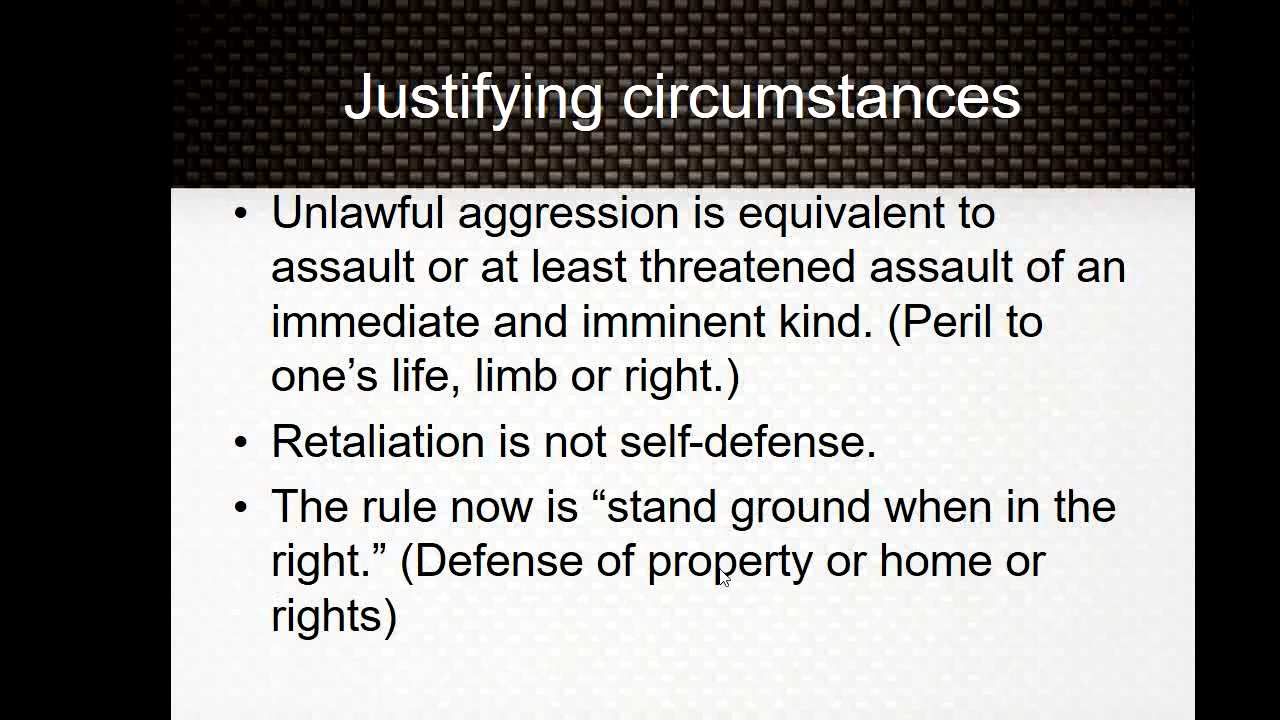 Justifying circumstances
• Unlawful aggression is equivalent to
assault or at least threatened assault of an
immediate and imminent kind. (Peril to
one’s life, limb or right.)
• Retaliation is not self-defense.
• The rule now is “stand ground when in the
right.” (Defense of property or home or
rights)